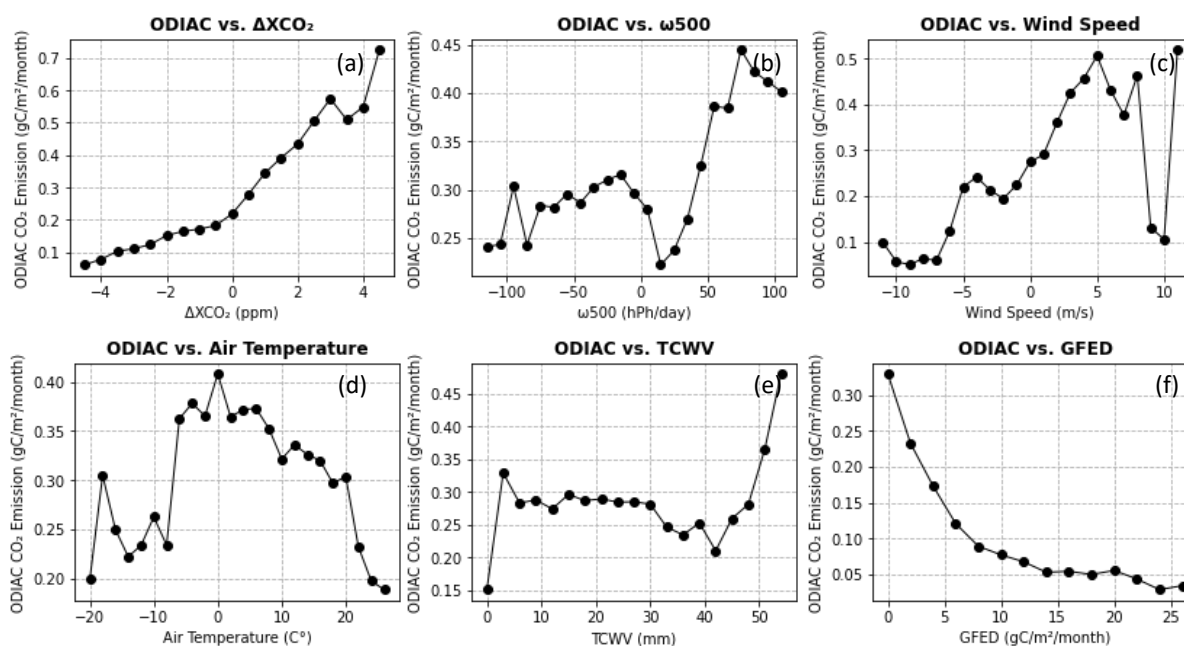 ODIAC vs. ΔXCO₂
ODIAC CO₂ Emission (gC/m²/month)
0.7
0.6
0.5
0.4
0.3
0.2
0.1
(a)
−4
−2
0
2
4
ΔXCO₂ (ppm)
ODIAC vs. ω500
ODIAC CO₂ Emission (gC/m²/month)
0.45
0.40
0.35
0.30
0.25
(b)
−100
−50
0
50
100
ω500 (hPh/day)
ODIAC vs. Wind Speed
ODIAC CO₂ Emission (gC/m²/month)
0.5
0.4
0.3
0.2
0.1
(c)
−10
−5
0
5
10
Wind Speed (m/s)
ODIAC vs. Air Temperature
ODIAC CO₂ Emission (gC/m²/month)
0.40
0.35
0.30
0.25
0.20
(d)
−20
−10
0
10
20
Air Temperature (C°)
ODIAC vs. TCWV
ODIAC CO₂ Emission (gC/m²/month)
0.45
0.40
0.35
0.30
0.25
0.20
0.15
(e)
0
10
20
30
40
50
TCWV (mm)
ODIAC vs. GFED
ODIAC CO₂ Emission (gC/m²/month)
0.30
0.25
0.20
0.15
0.10
0.05
(f)
0
5
10
15
20
25
GFED (gC/m²/month)